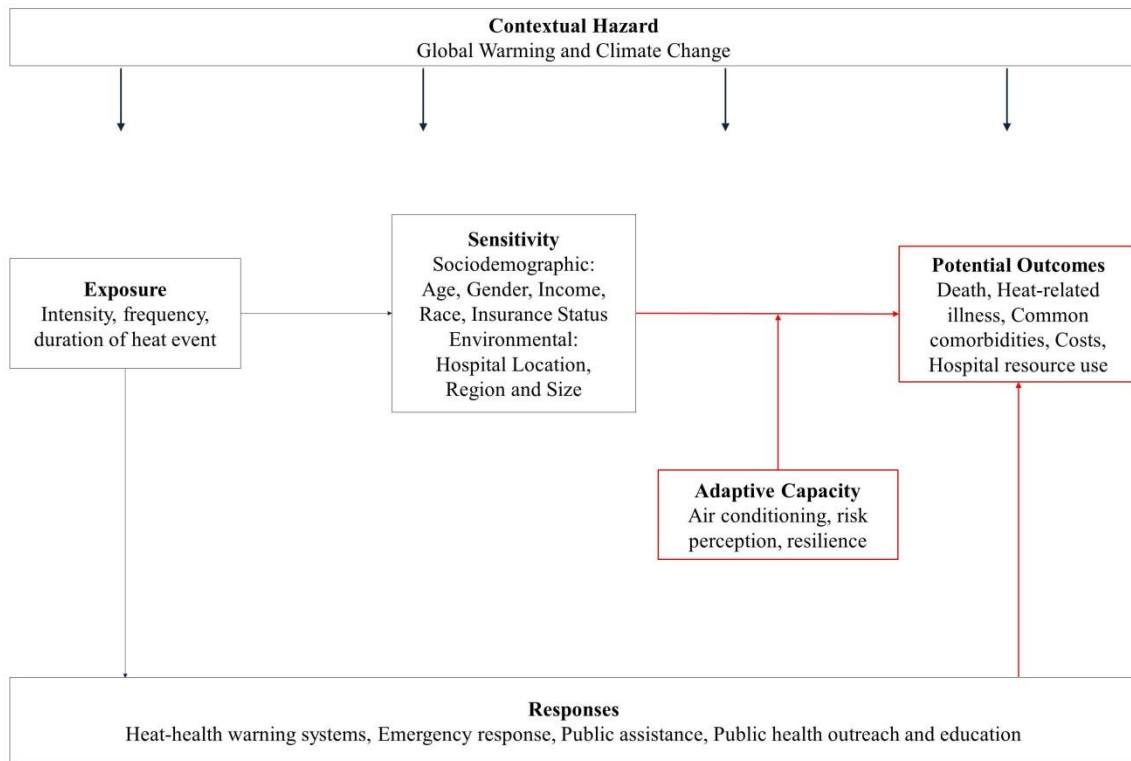 Contextual Hazard
Global Warming and Climate Change
Exposure
Intensity, frequency,
duration of heat event
Sensitivity
Sociodemographic:
Age, Gender, Income,
Race, Insurance Status
Environmental:
Hospital Location,
Region and Size
Potential Outcomes
Death, Heat-related
illness, Common
comorbidities, Costs,
Hospital resource use
Adaptive Capacity
Air conditioning, risk
perception, resilience
Responses
Heat-health warning systems, Emergency response, Public assistance, Public health outreach and education